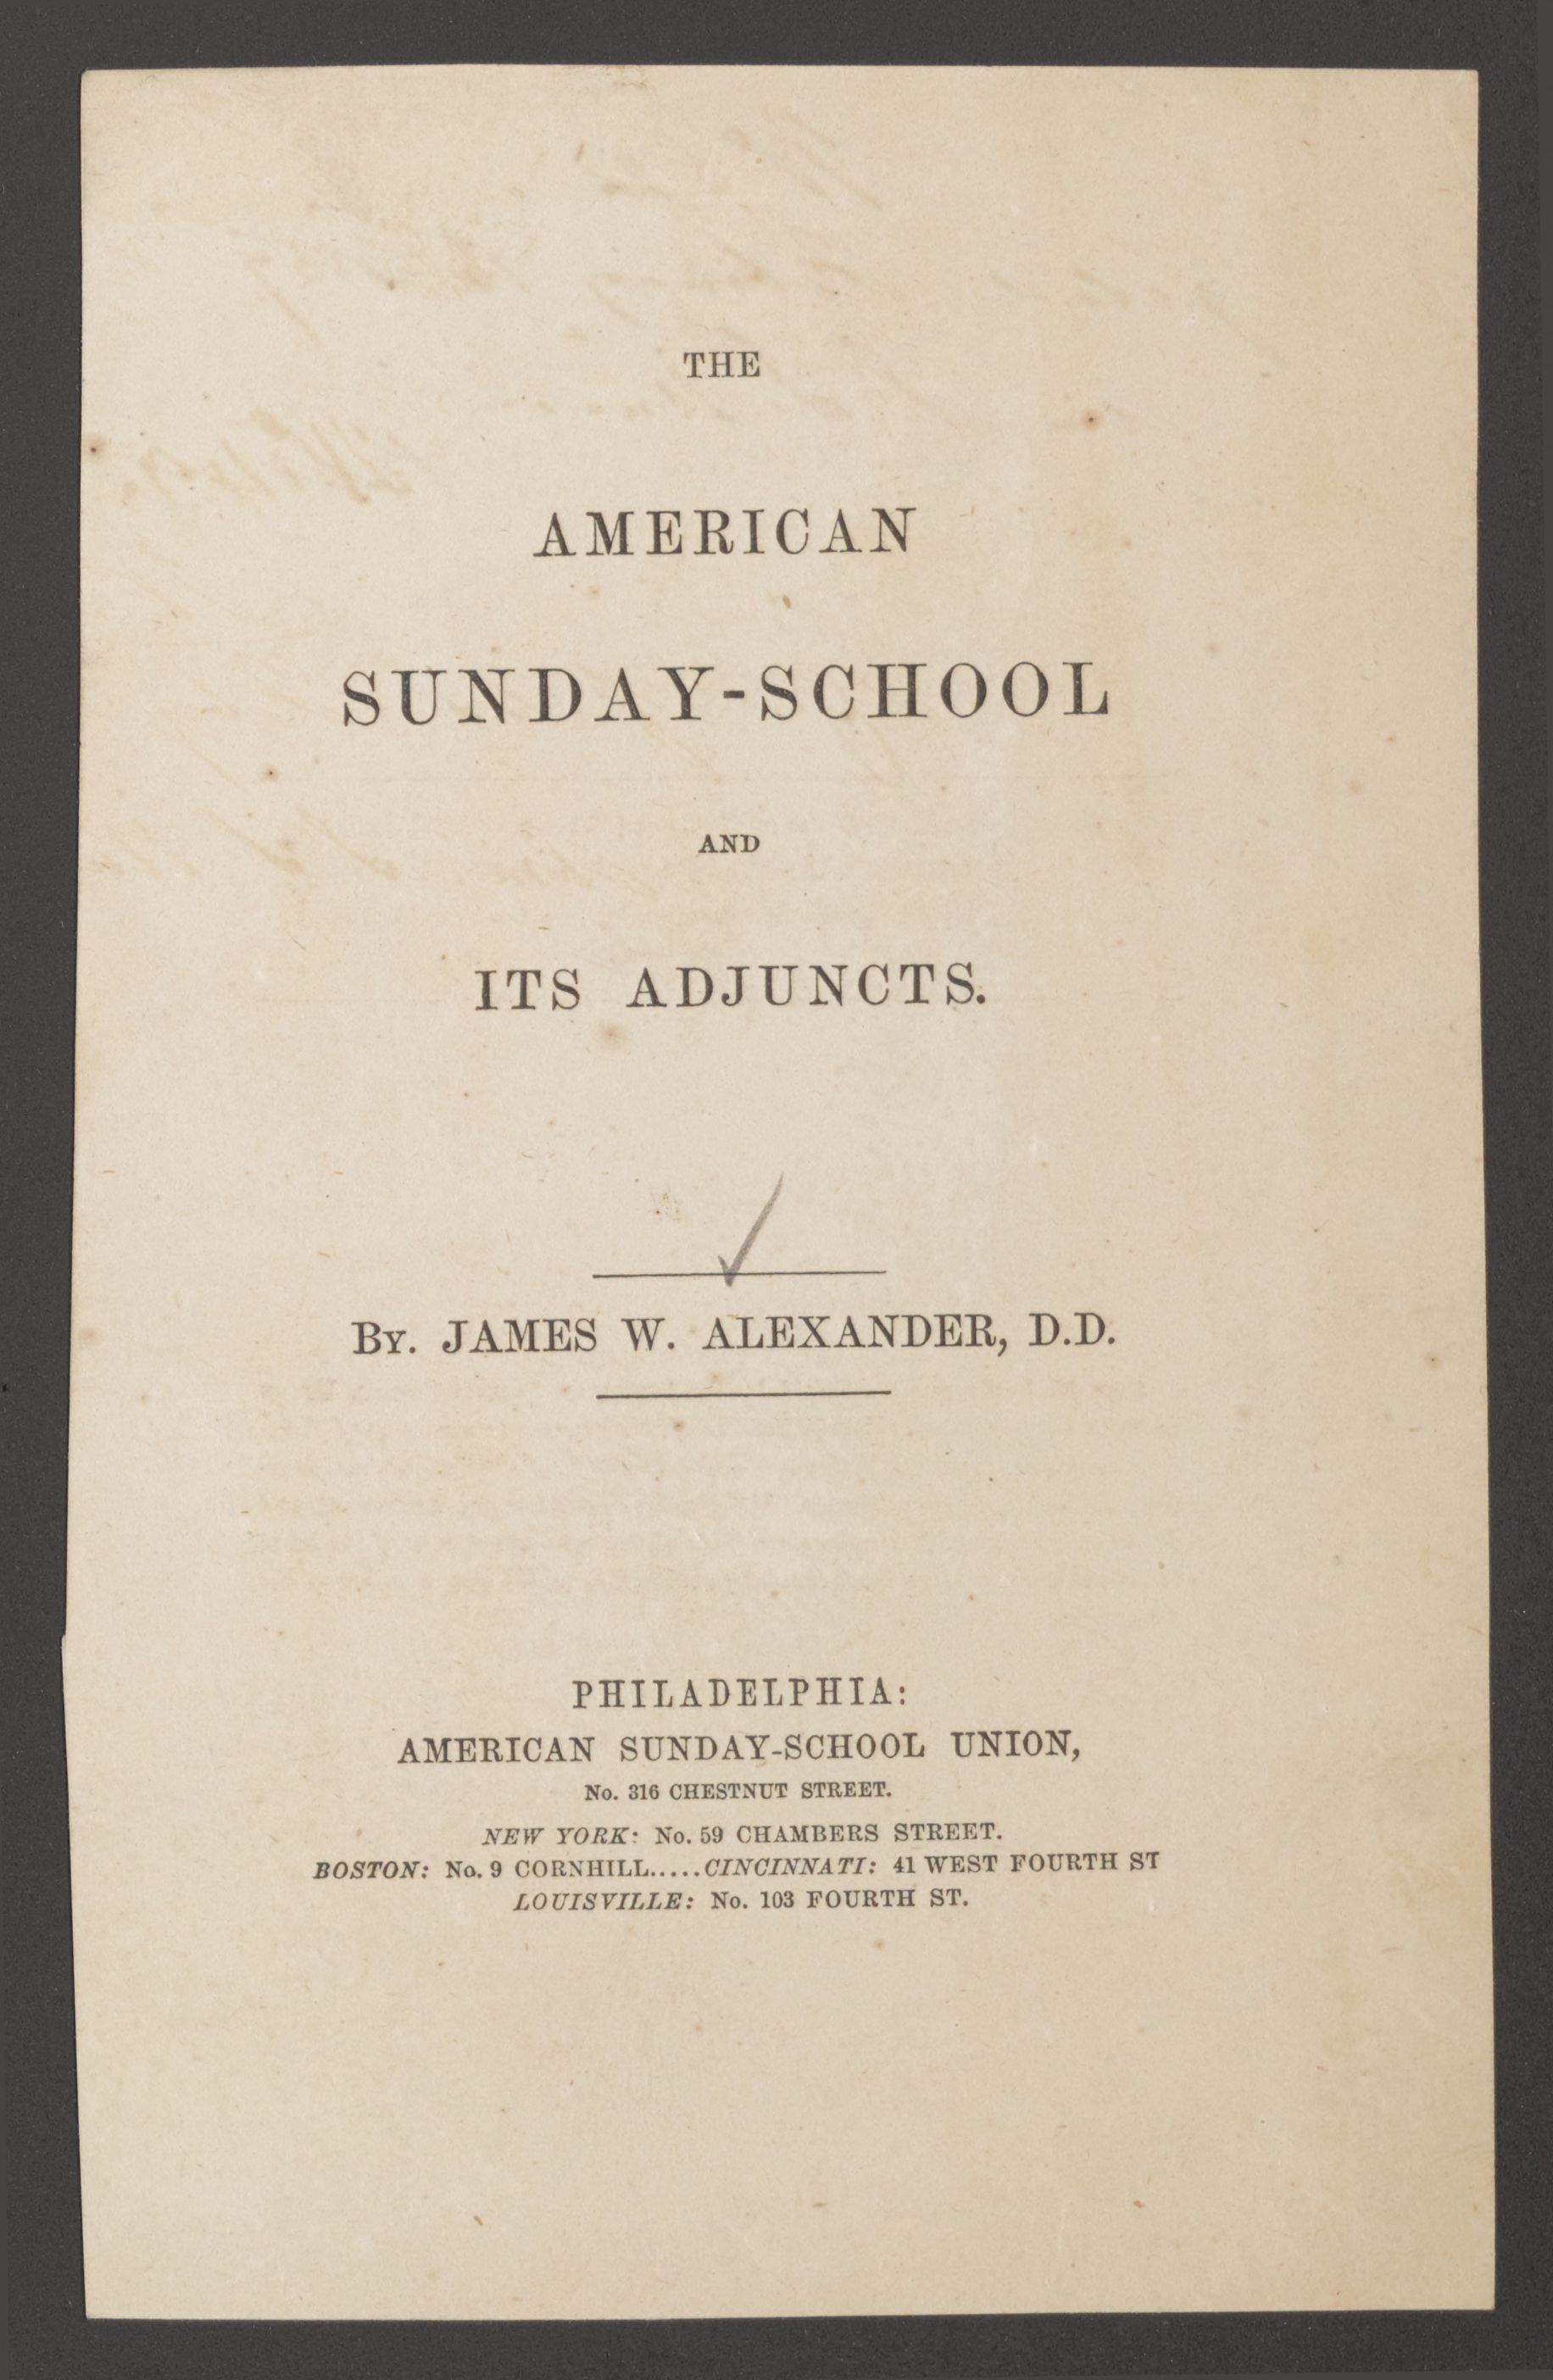 THE
AMERICAN
SUNDAY-SCHOOL
AND
ITS ADJUNCTS.
By. JAMES W. ALEXANDER, D.D.
PHILADELPHIA:
AMERICAN SUNDAY-SCHOOL UNION,
No. 316 CHESTNUT STREET.
NEW YORK: No. 59 CHAMBERS STREET.
BOSTON: No. 9 CORNHILL.....CINCINNATI: 41 WEST FOURTH ST
LOUISVILLE: No. 103 FOURTH ST.